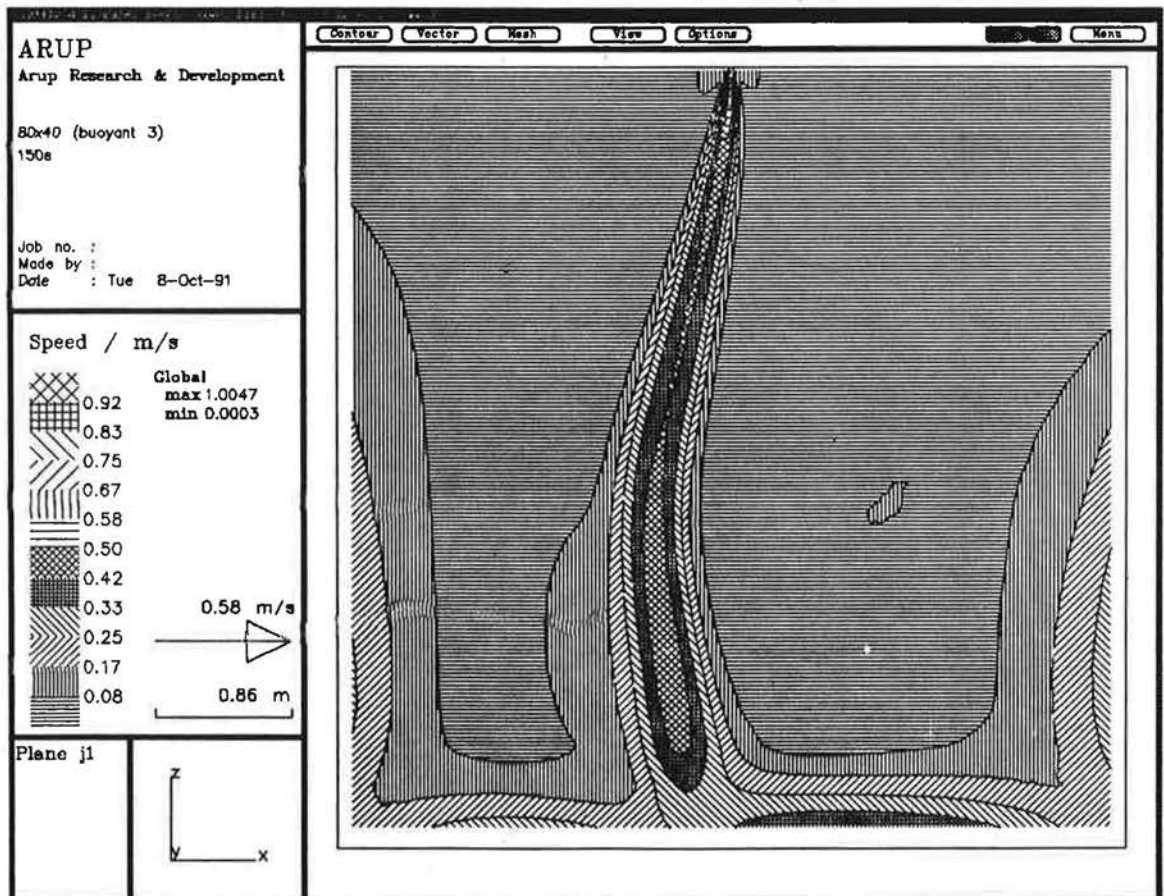 Contour Vector Mesh View Options Menu
ARUP
Arup Research & Development
80x40 (buoyant 3)
150s
Job no. :
Made by :
Date : Tue 8-Oct-91
Speed / m/s
Global
max 1.0047
min 0.0003
0.92
0.83
0.75
0.67
0.58
0.50
0.42
0.33
0.25
0.17
0.08
0.58 m/s
0.86 m
Plane j1
z
y
x